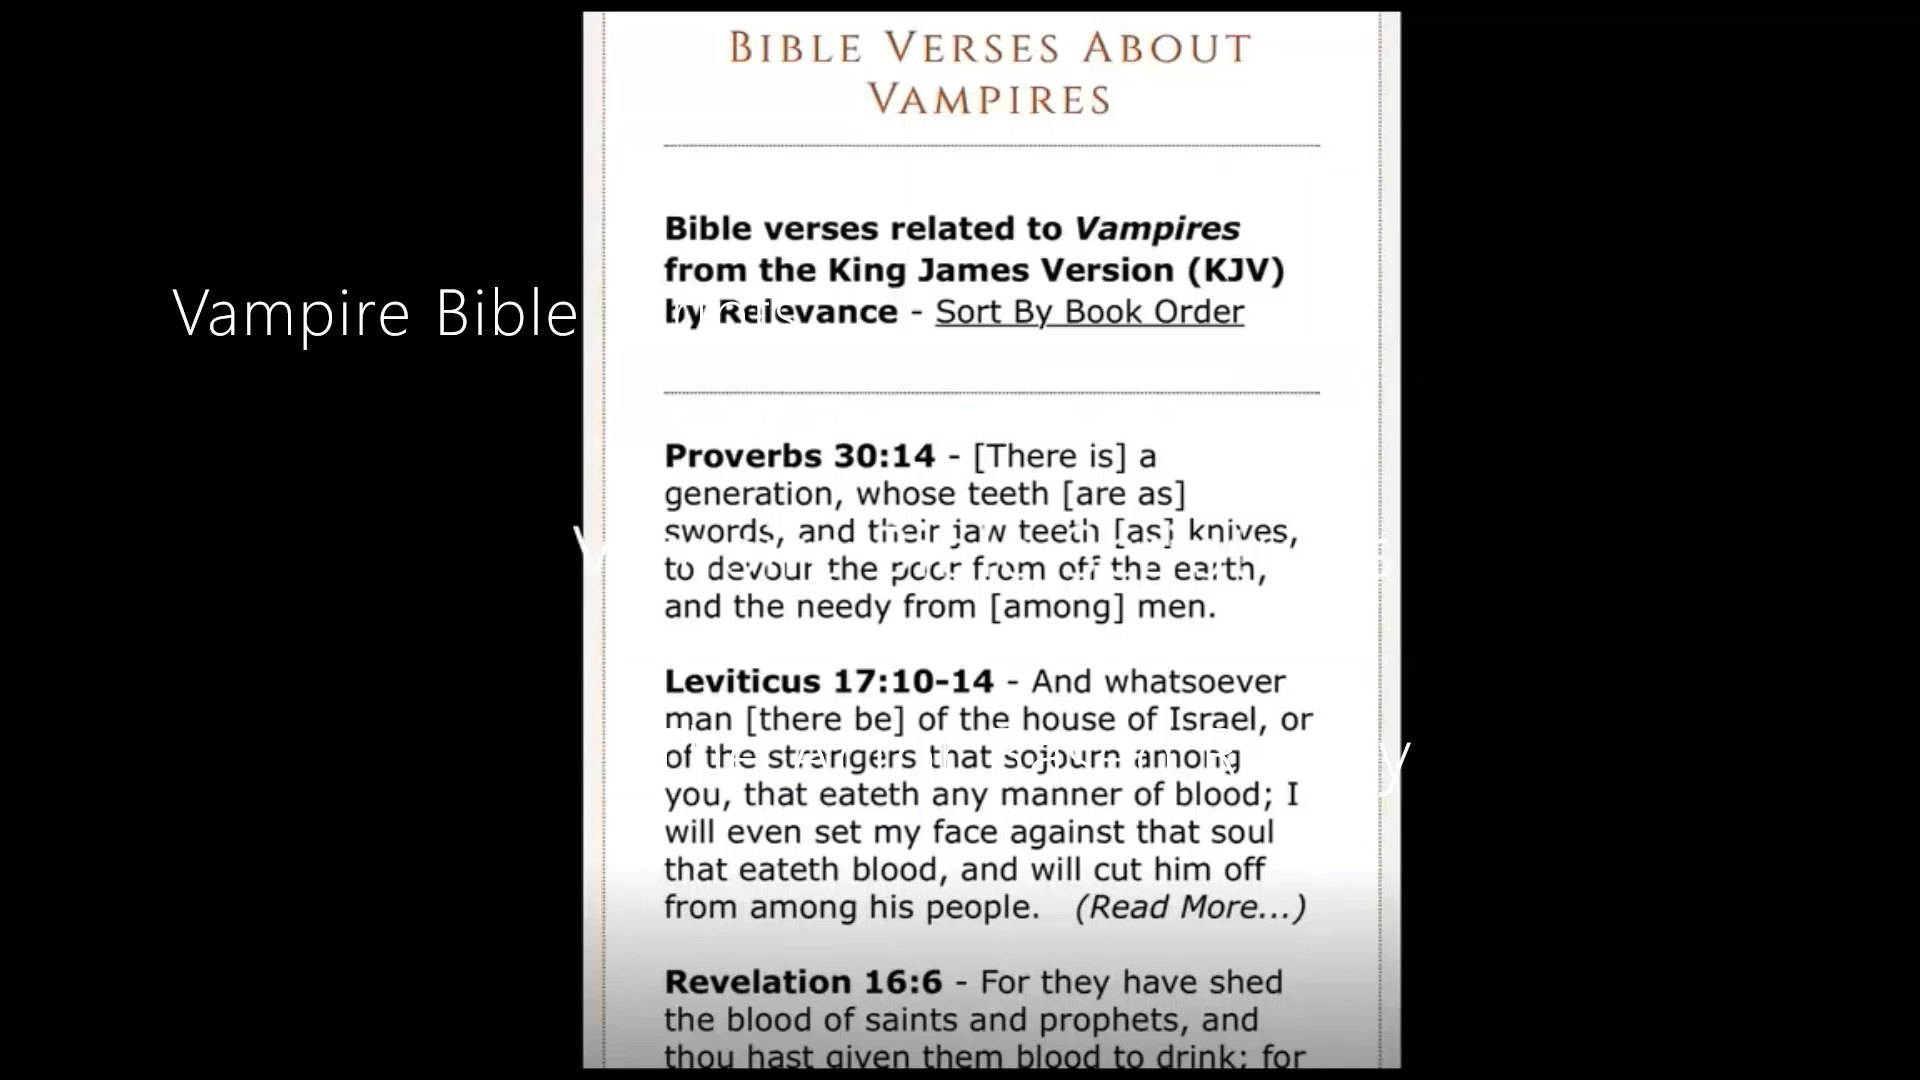 BIBLE VERSES ABOUT
VAMPIRES
Bible verses related to Vampires
from the King James Version (KJV)
by Relevance - Sort By Book Order
Vampire Bible
Proverbs 30:14 - [There is] a
generation, whose teeth [are as]
swords, and their jaw teeth [as] knives,
to devour the poor from off the earth,
and the needy from [among] men.
Leviticus 17:10-14 - And whatsoever
man [there be] of the house of Israel, or
of the strangers that sojourn among
you, that eateth any manner of blood; I
will even set my face against that soul
that eateth blood, and will cut him off
from among his people. (Read More...)
Revelation 16:6 - For they have shed
the blood of saints and prophets, and
thou hast given them blood to drink; for